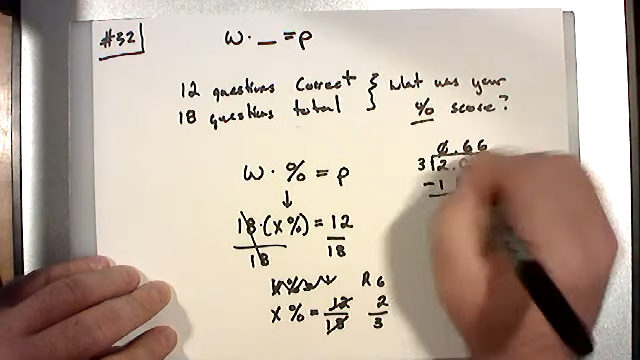 #32
w · _ = p
12 questions correct } What was your
18 questions total } % score?
w · % = p
↓
18 · (x%) = 12
18 18
R 6
x % = 12/18 2/3
0.66
3√2.0
-1